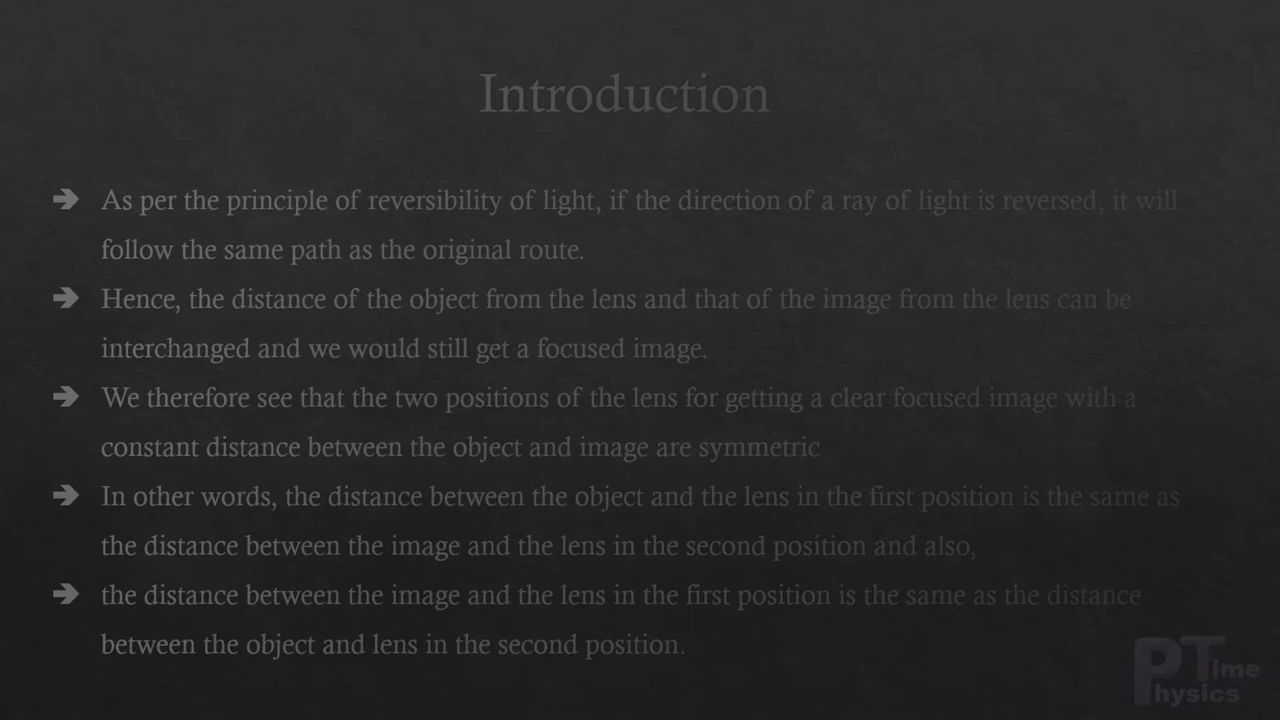 Introduction
As per the principle of reversibility of light, if the direction of a ray of light is reversed, it will
follow the same path as the original route.
Hence, the distance of the object from the lens and that of the image from the lens can be
interchanged and we would still get a focused image.
We therefore see that the two positions of the lens for getting a clear focused image with a
constant distance between the object and image are symmetric
In other words, the distance between the object and the lens in the first position is the same as
the distance between the image and the lens in the second position and also,
the distance between the image and the lens in the first position is the same as the distance
between the object and lens in the second position.
PTime
Physics